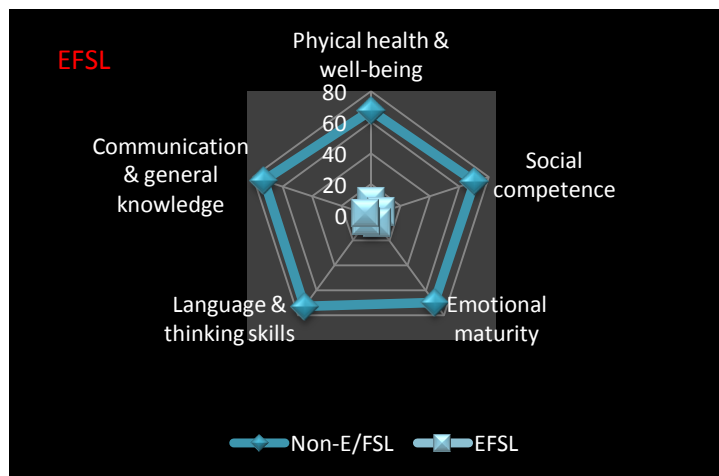 EFSL
Phyical health &
well-being
80
60
40
20
0
Social
competence
Emotional
maturity
Language &
thinking skills
Communication
& general
knowledge
Non-E/FSL
EFSL